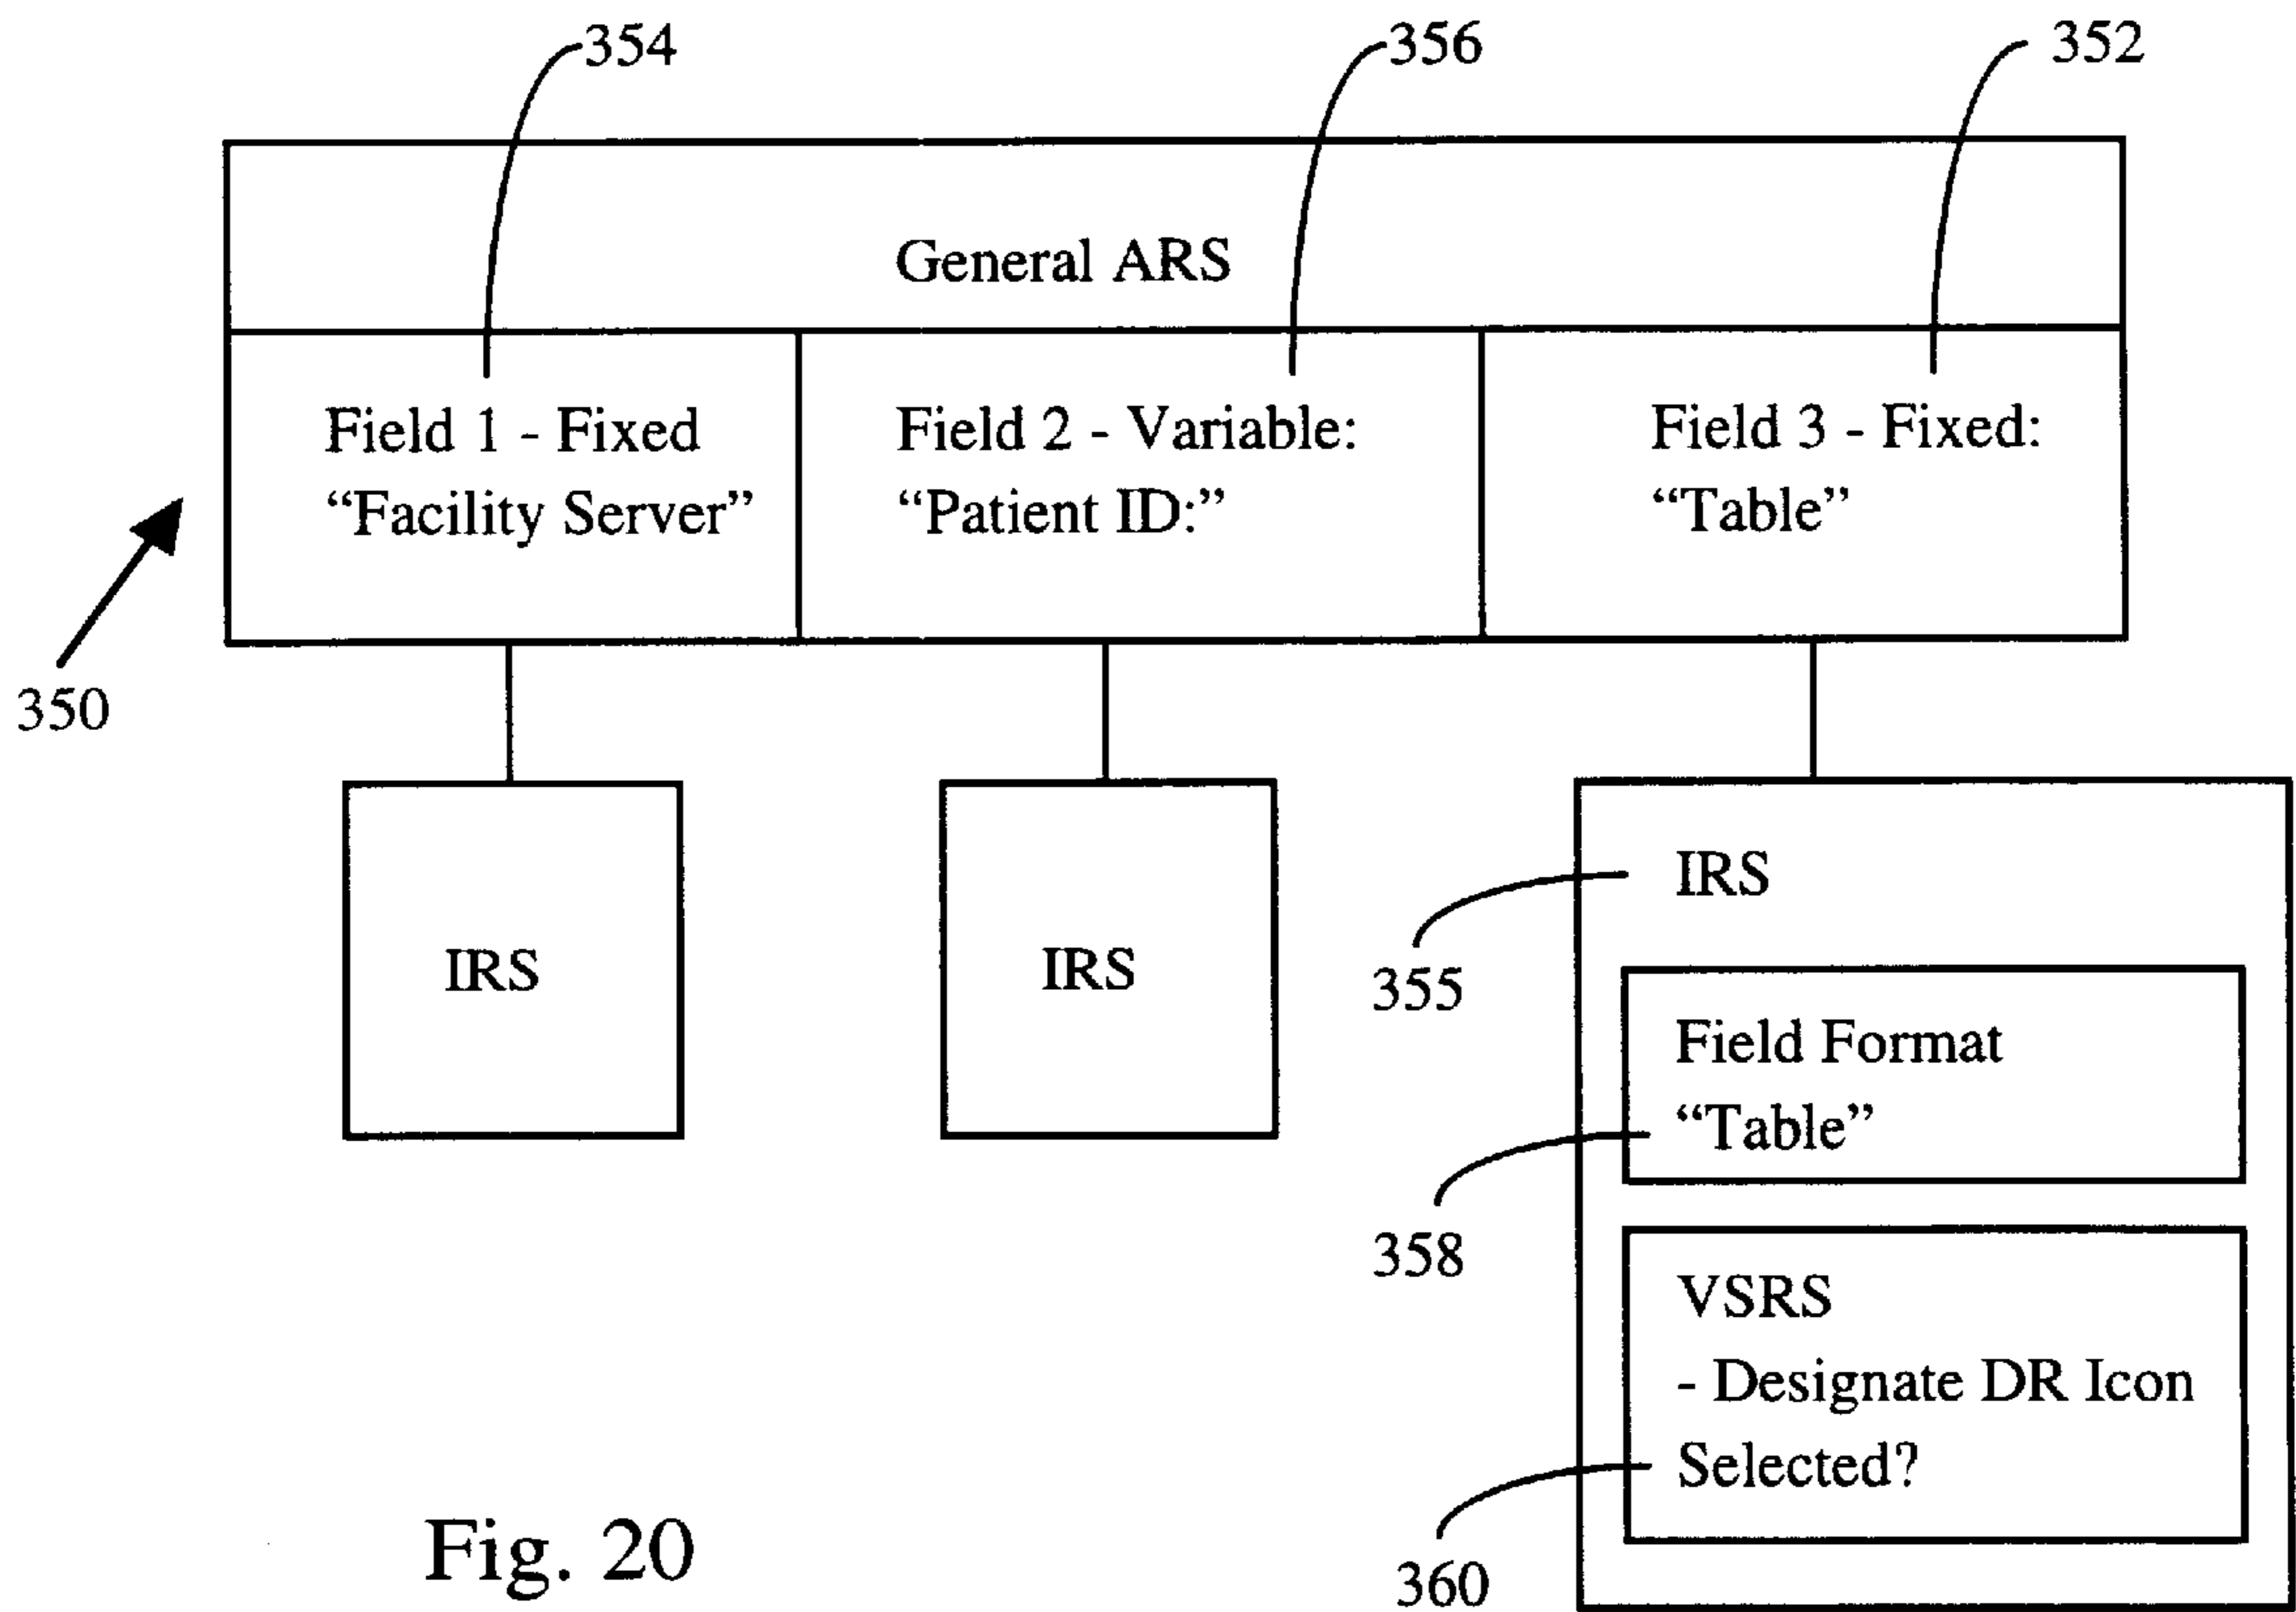 354
356
352
General ARS
Field 1 - Fixed
“Facility Server”
Field 2 - Variable:
“Patient ID:”
Field 3 - Fixed:
“Table”
350
IRS
IRS
IRS
355
Field Format
“Table”
358
VSRS
- Designate DR Icon
Selected?
360
Fig. 20